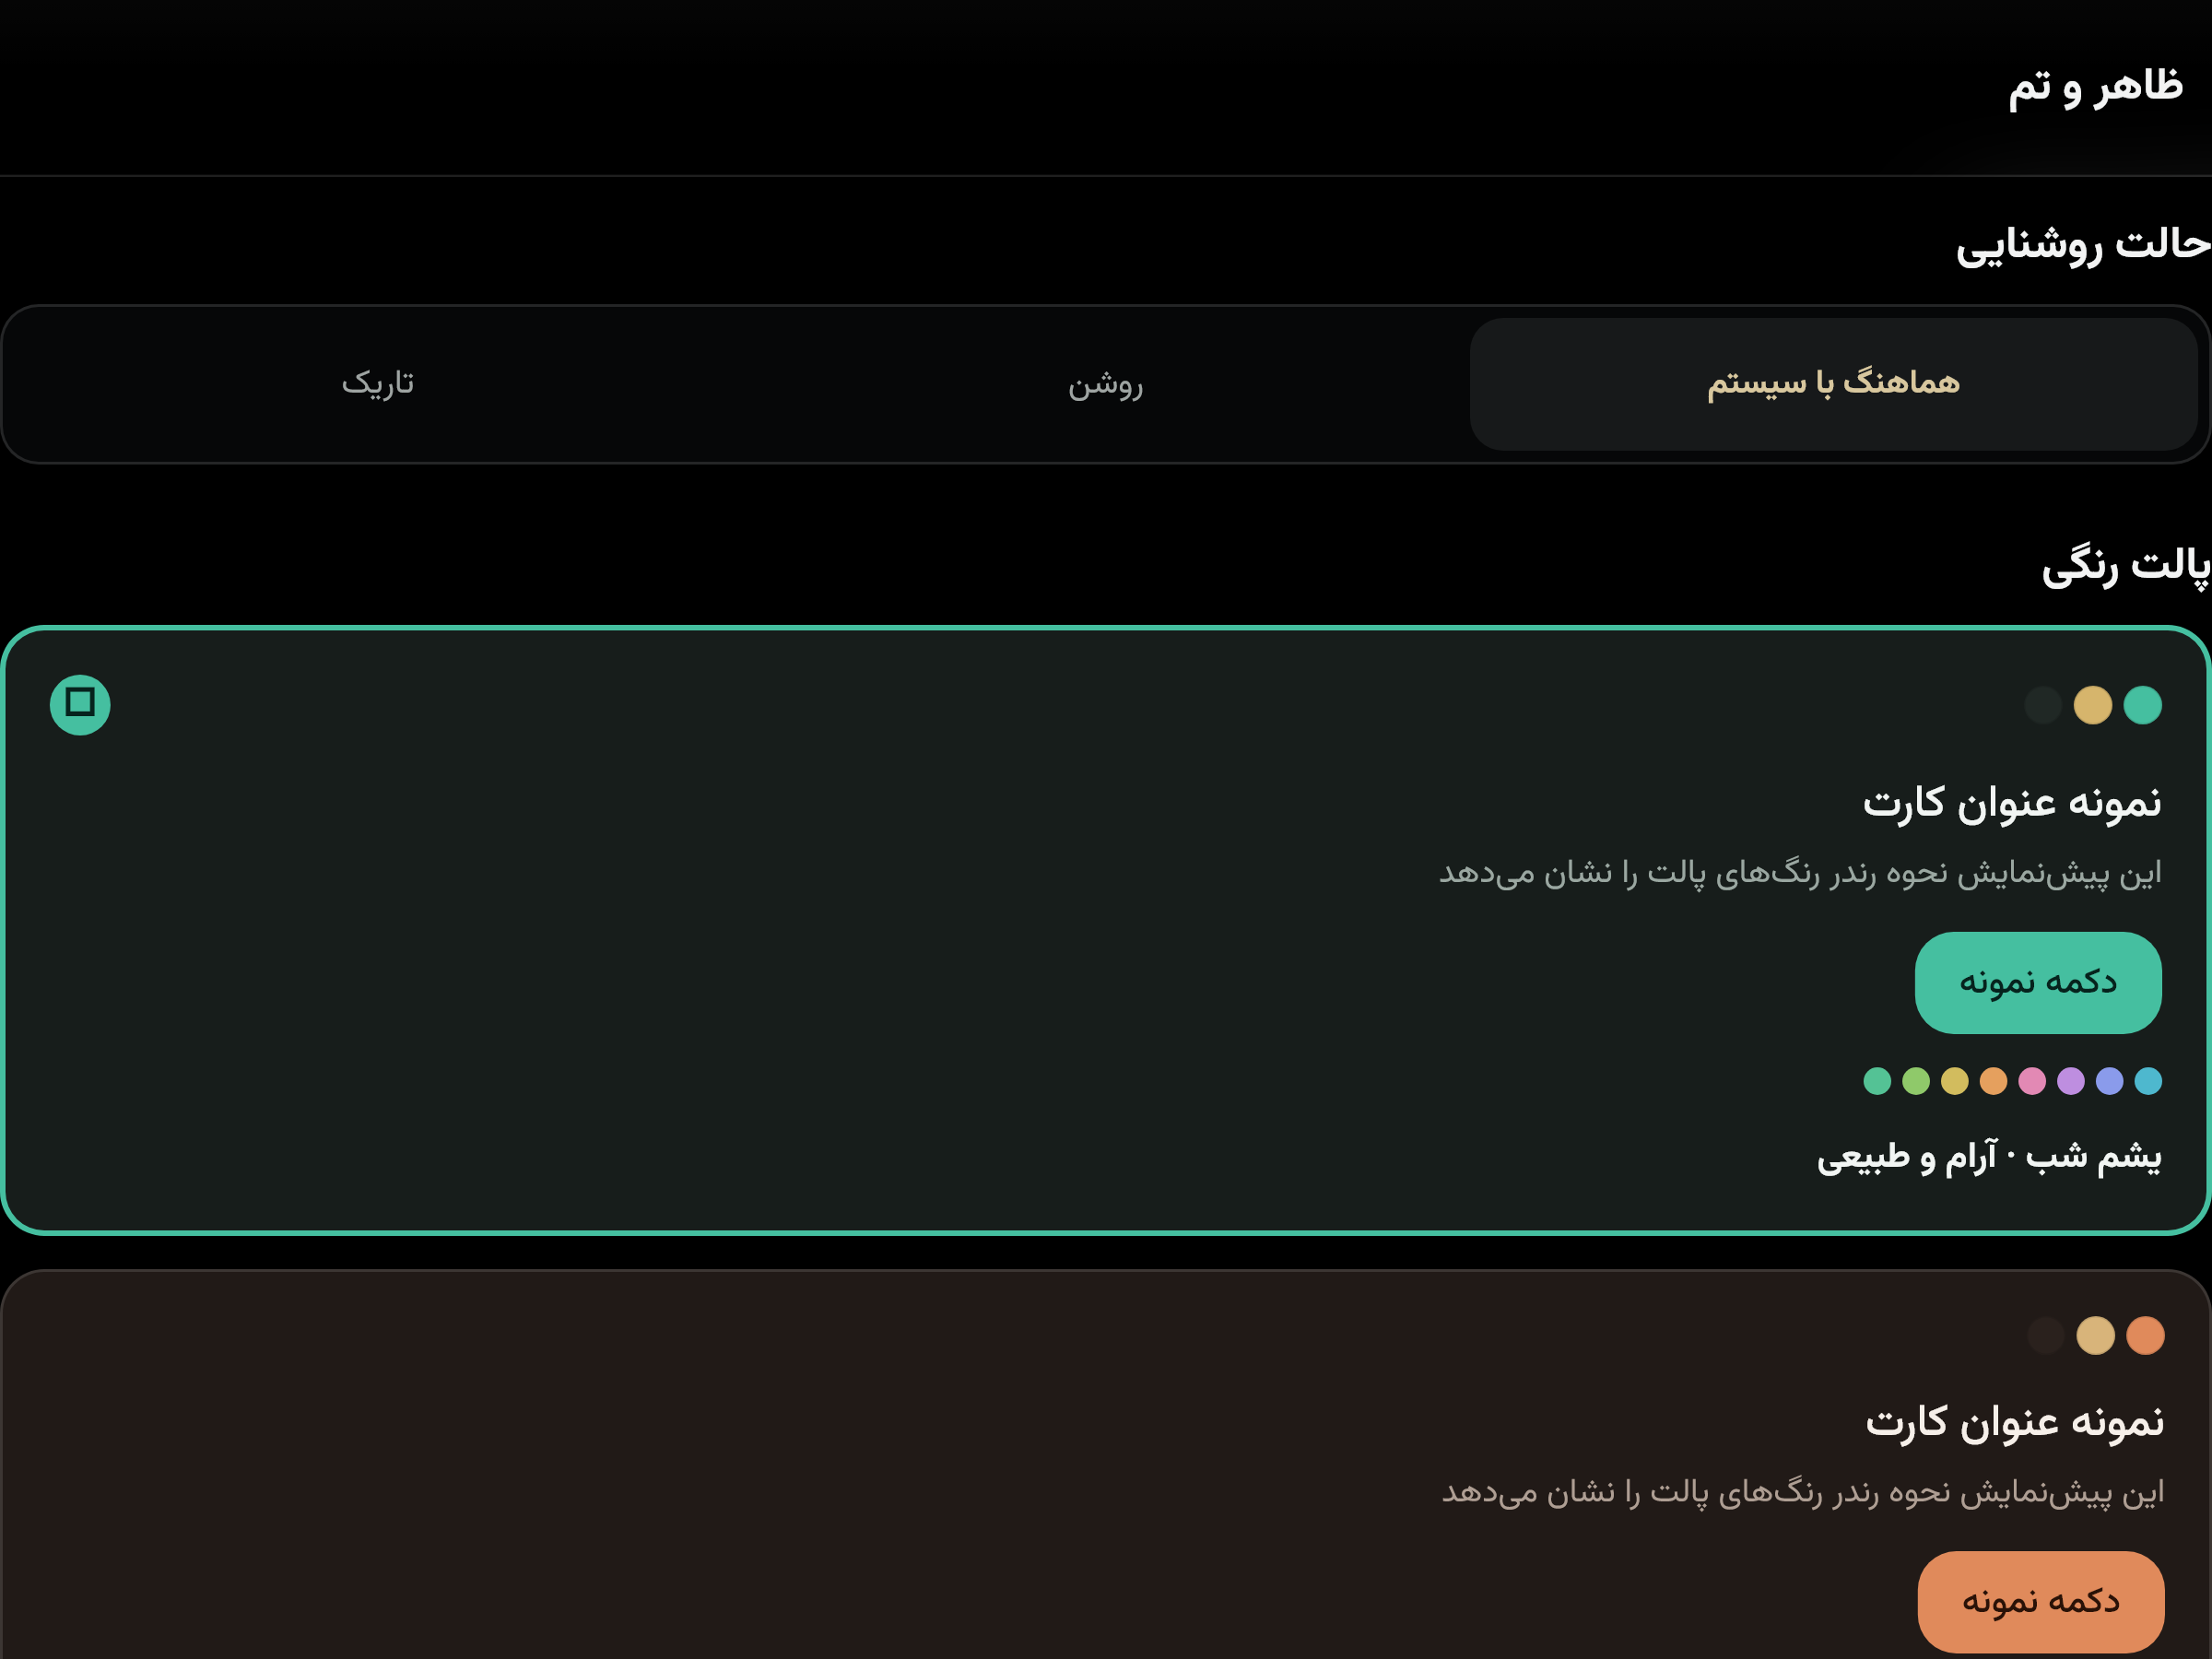 ظاهر و تم
حالت روشنایی
هماهنگ با سیستم
روشن
تاریک
پالت رنگی
نمونه عنوان کارت
این پیش‌نمایش نحوه رندر رنگ‌های پالت را نشان می‌دهد
دکمه نمونه
یشم شب · آرام و طبیعی
نمونه عنوان کارت
این پیش‌نمایش نحوه رندر رنگ‌های پالت را نشان می‌دهد
دکمه نمونه